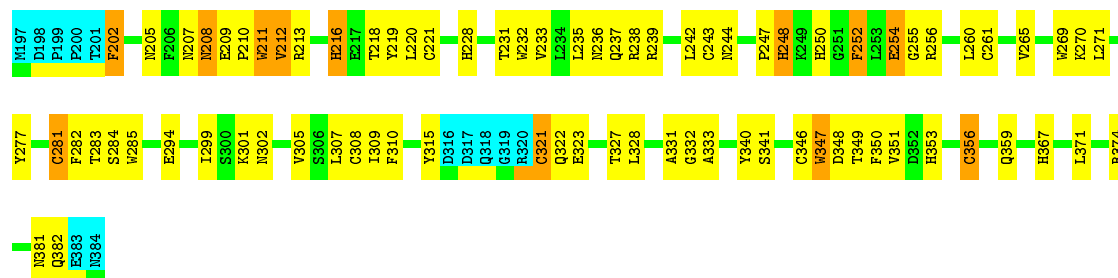 M197 D198 P199 P200 T201 F202 N205 F206 N207 N208 E209 P210 W211 V212 R213 H216 E217 T218 Y219 L220 C221 H228 T231 W232 V233 L234 L235 N236 Q237 R238 R239 L242 C243 N244 P247 H248 K249 H250 G251 F252 L253 E254 G255 R256 L260 C261 V265 W269 K270 L271
Y277 C281 F282 T283 S284 W285 E294 I299 S300 K301 N302 V305 S306 L307 C308 I309 F310 Y315 D316 D317 Q318 G319 R320 C321 Q322 E323 T327 L328 A331 G332 A333 Y340 S341 C346 W347 D348 T349 F350 V351 D352 H353 C356 Q359 H367 L371 R374
N381 Q382 E383 N384